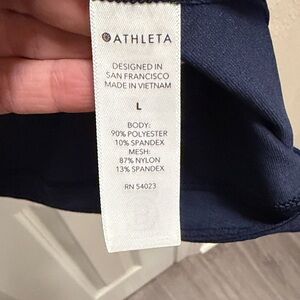 ATHLETA
DESIGNED IN
SAN FRANCISCO
MADE IN VIETNAM
L
BODY:
90% POLYESTER
10% SPANDEX
MESH:
87% NYLON
13% SPANDEX
RN 54023